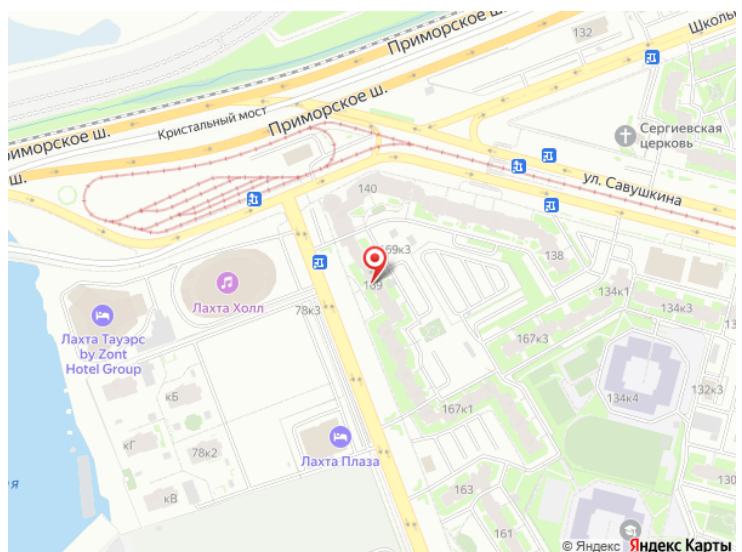 132
Школь
Приморское ш.
Кристальный мост
Приморское ш.
риморское ш.
ш.
Сергиевская
церковь
ул. Савушкина
140
169к3
138
169
Лахта Холл
78к3
134к1
134к3
Лахта Тауэрс
by Zont
Hotel Group
167к3
132к3
кБ
134к4
167к1
кГ
78к2
Лахта Плаза
ая
кВ
163
130
161
© Яндекс Яндекс Карты